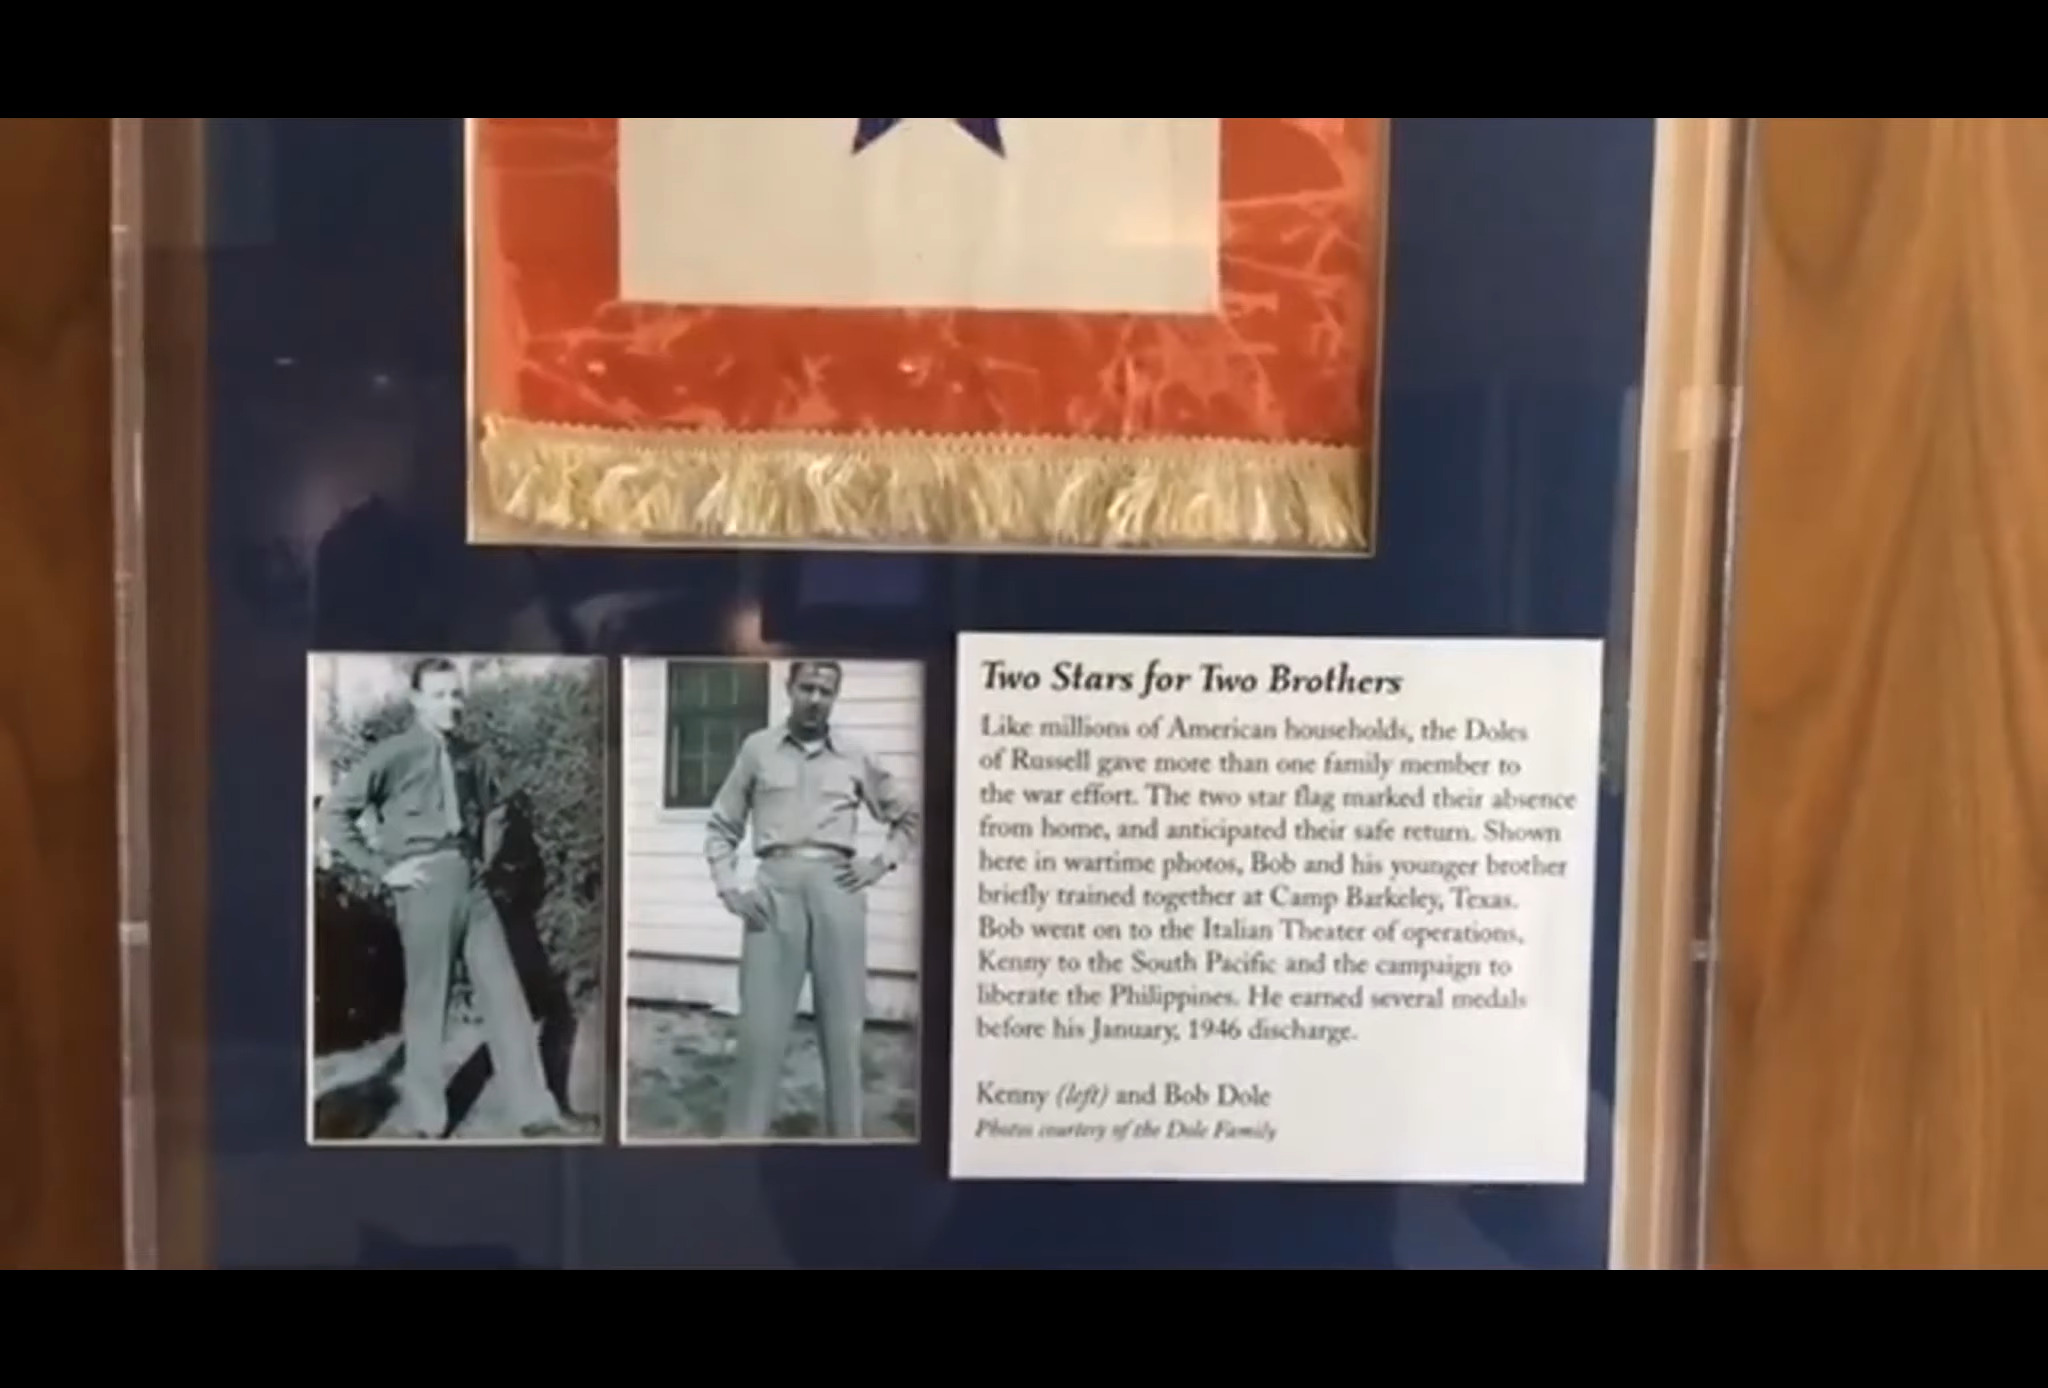 Two Stars for Two Brothers
Like millions of American households, the Doles
of Russell gave more than one family member to
the war effort. The two star flag marked their absence
from home, and anticipated their safe return. Shown
here in wartime photos, Bob and his younger brother
briefly trained together at Camp Barkeley, Texas.
Bob went on to the Italian Theater of operations,
Kenny to the South Pacific and the campaign to
liberate the Philippines. He earned several medals
before his January, 1946 discharge.
Kenny (left) and Bob Dole
Photos courtesy of the Dole Family